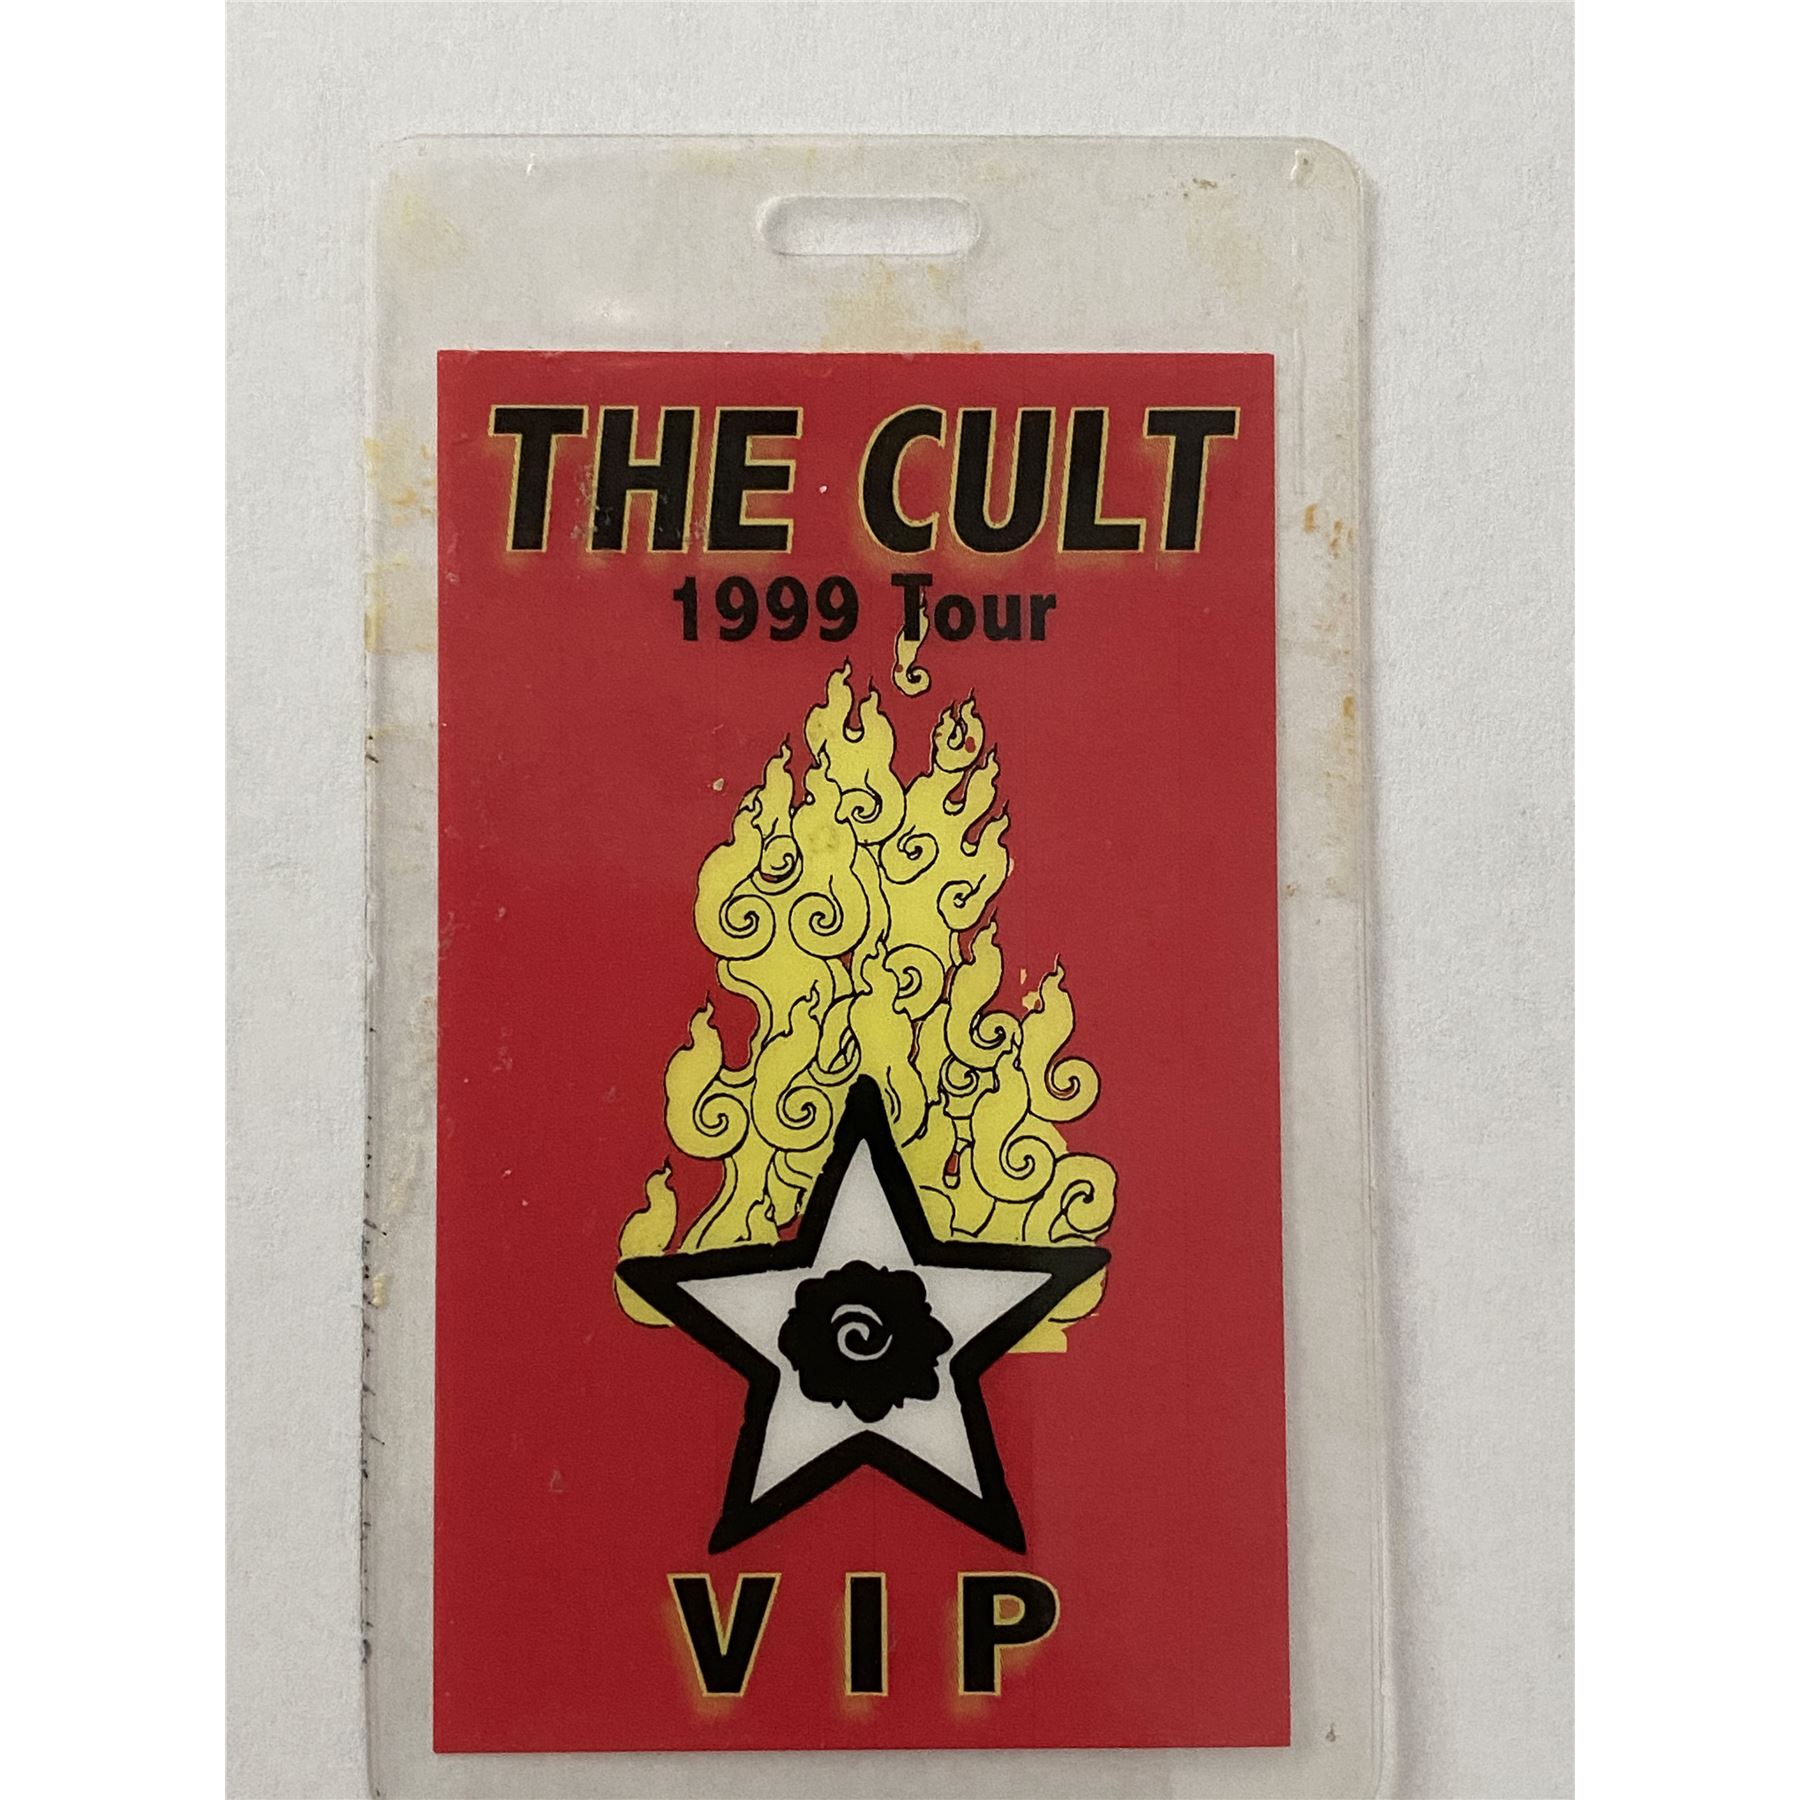 THE CULT
1999 Tour
VIP